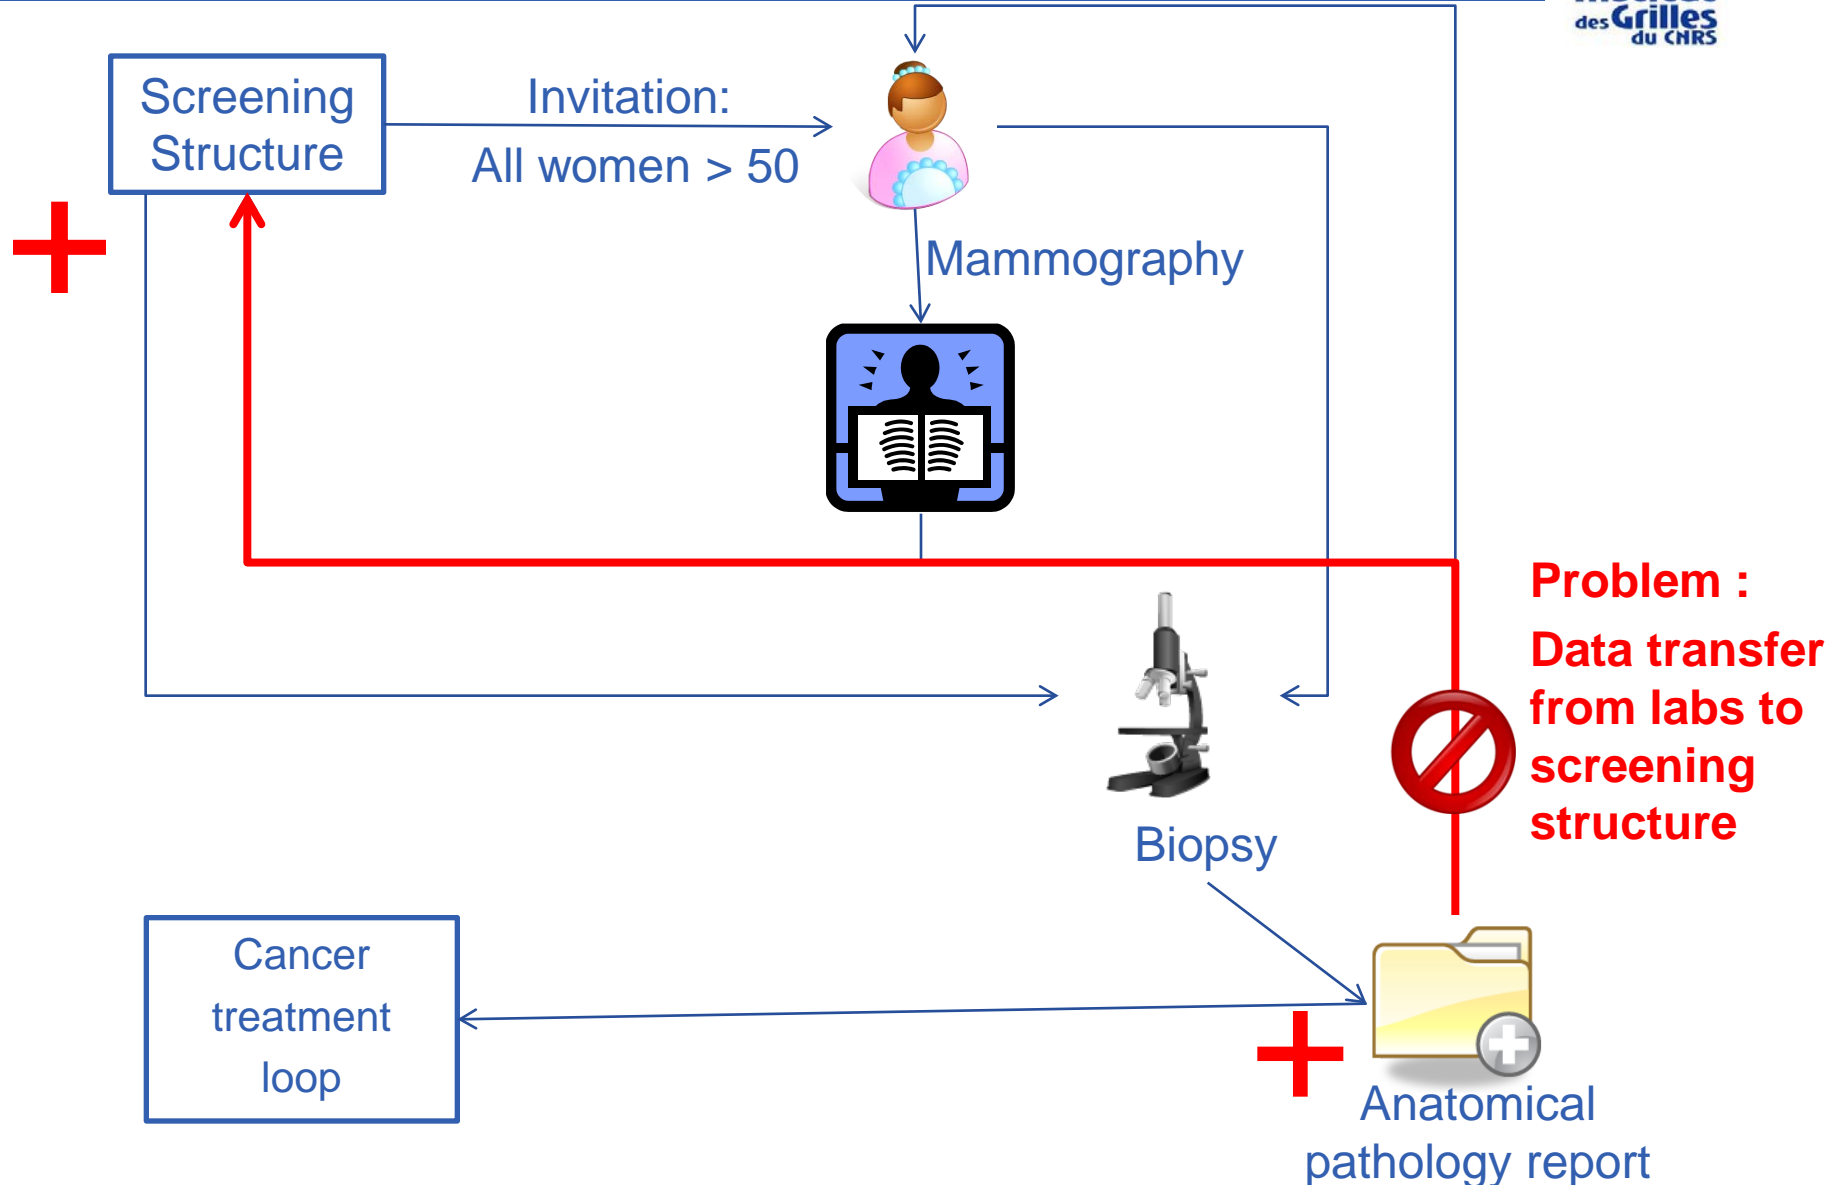 des Grilles
du CNRS
Screening
Structure
Invitation:
All women > 50
Mammography
Problem :
Data transfer
from labs to
screening
structure
Biopsy
Cancer
treatment
loop
Anatomical
pathology report